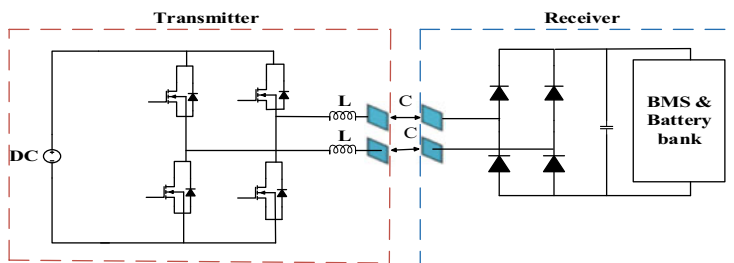 Transmitter
Receiver
L
C
L
C
DC
BMS &
Battery
bank